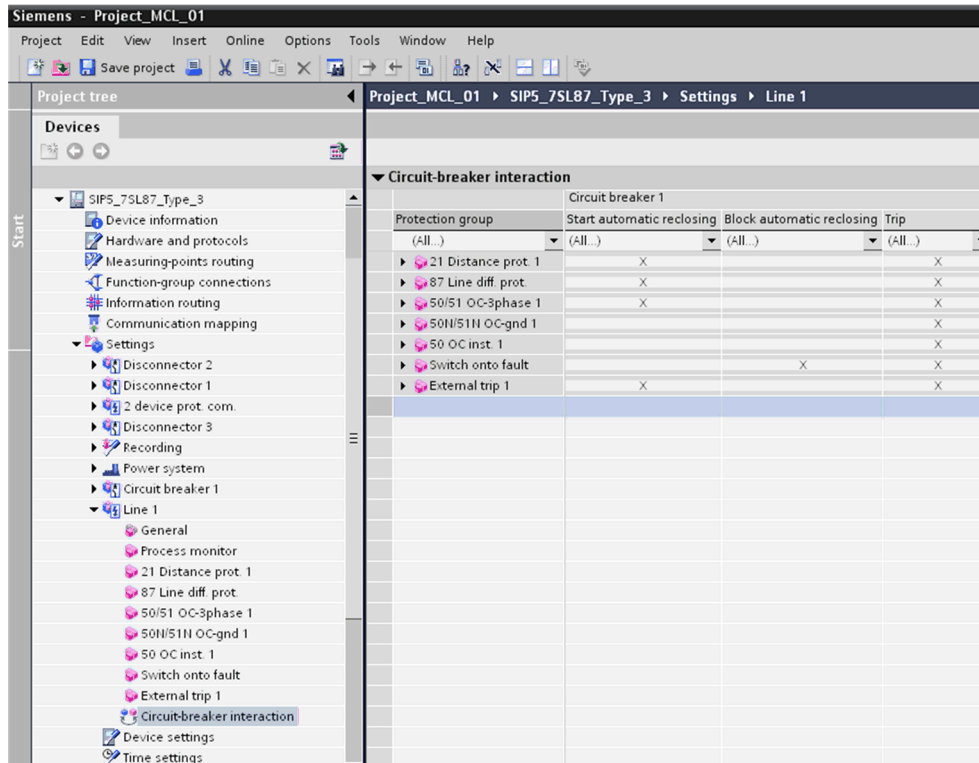 Siemens - Project_MCL_01
Project Edit View Insert Online Options Tools Window Help
Save project
Project tree
Project_MCL_01 SIP5_7SL87_Type_3 Settings Line 1
Devices
Start
SIP5_7SL87_Type_3
Device information
Hardware and protocols
Measuring-points routing
Function-group connections
Information routing
Communication mapping
Settings
Disconnector 2
Disconnector 1
2 device prot. com.
Disconnector 3
Recording
Power system
Circuit breaker 1
Line 1
General
Process monitor
21 Distance prot. 1
87 Line diff. prot.
50/51 OC-3phase 1
50N/51N OC-gnd 1
50 OC inst. 1
Switch onto fault
External trip 1
Circuit-breaker interaction
Device settings
Time settings
Circuit-breaker interaction
Circuit breaker 1
Protection group Start automatic reclosing Block automatic reclosing Trip
(All...) (All...) (All...) (All...)
21 Distance prot. 1 X X
87 Line diff. prot. X X
50/51 OC-3phase 1 X X
50N/51N OC-gnd 1 X
50 OC inst. 1 X
Switch onto fault X X
External trip 1 X X